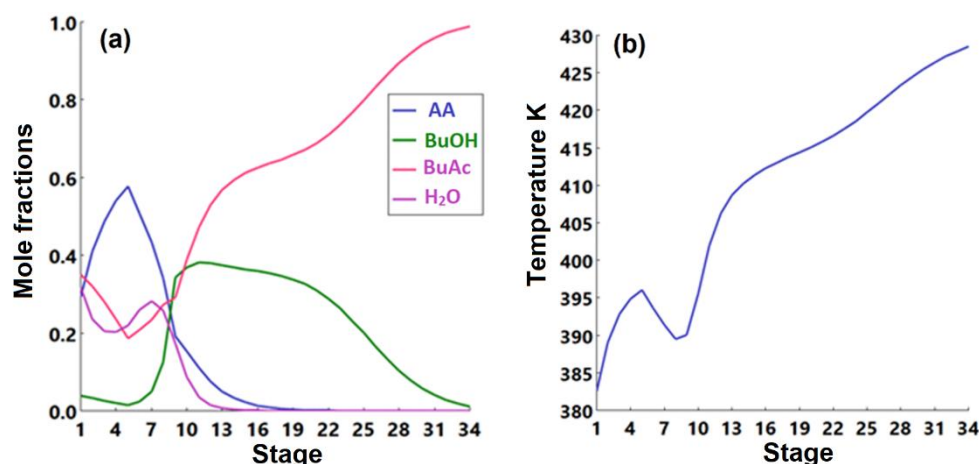 (a)
Mole fractions
1.0
0.8
0.6
0.4
0.2
0.0
AA
BuOH
BuAc
H₂O
1 4 7 10 13 16 19 22 25 28 31 34
Stage
(b)
Temperature K
430
425
420
415
410
405
400
395
390
385
380
1 4 7 10 13 16 19 22 25 28 31 34
Stage